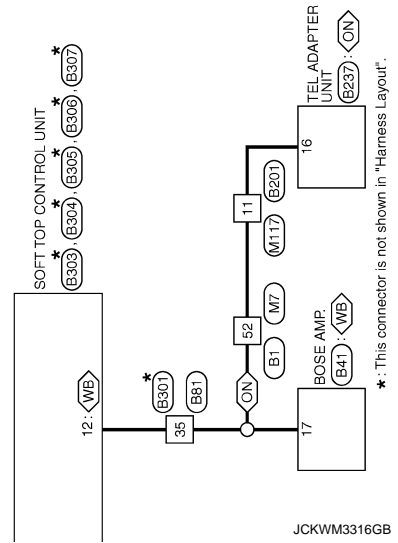 SOFT TOP CONTROL UNIT
* * * *
B303 , B304 , B305 , B306 , B307
12 : WB
* B301
35
B81
ON
52
B1
M7
11
M117
B201
16
TEL ADAPTER
UNIT
B237 : ON
17
BOSE AMP.
B41 : WB
* : This connector is not shown in "Harness Layout".
JCKWM3316GB